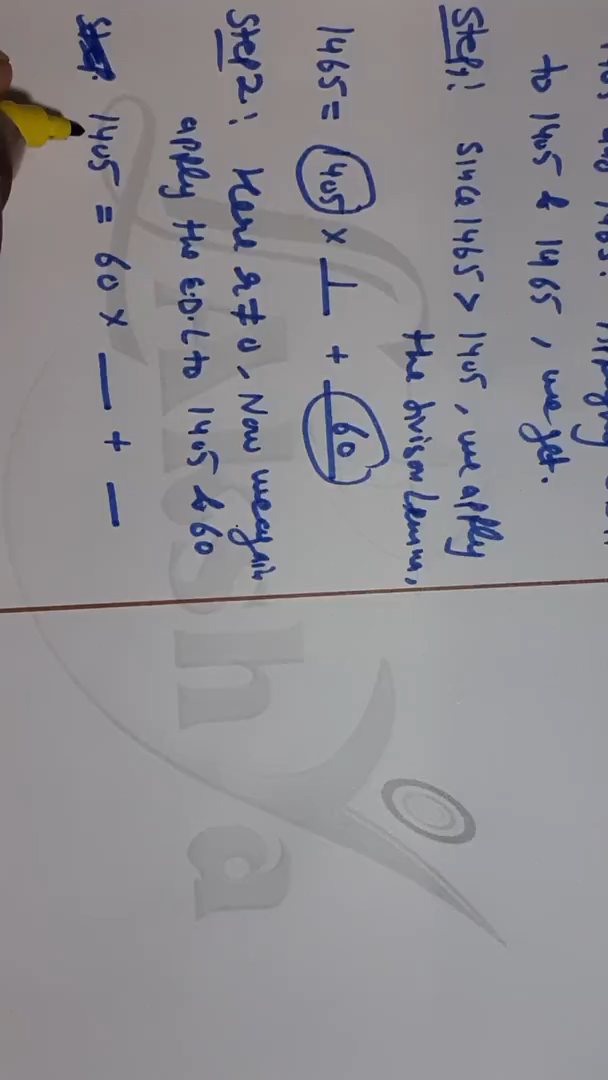 to 1405 & 1465, we get.
Step 1: Since 1465 > 1405, we apply
the division Lemma,
1465 = 1405 × 1 + 60
Step 2: Here r ≠ 0, Now we again
apply the E.D.L to 1405 & 60
1405 = 60 × __ + __
Aksh a